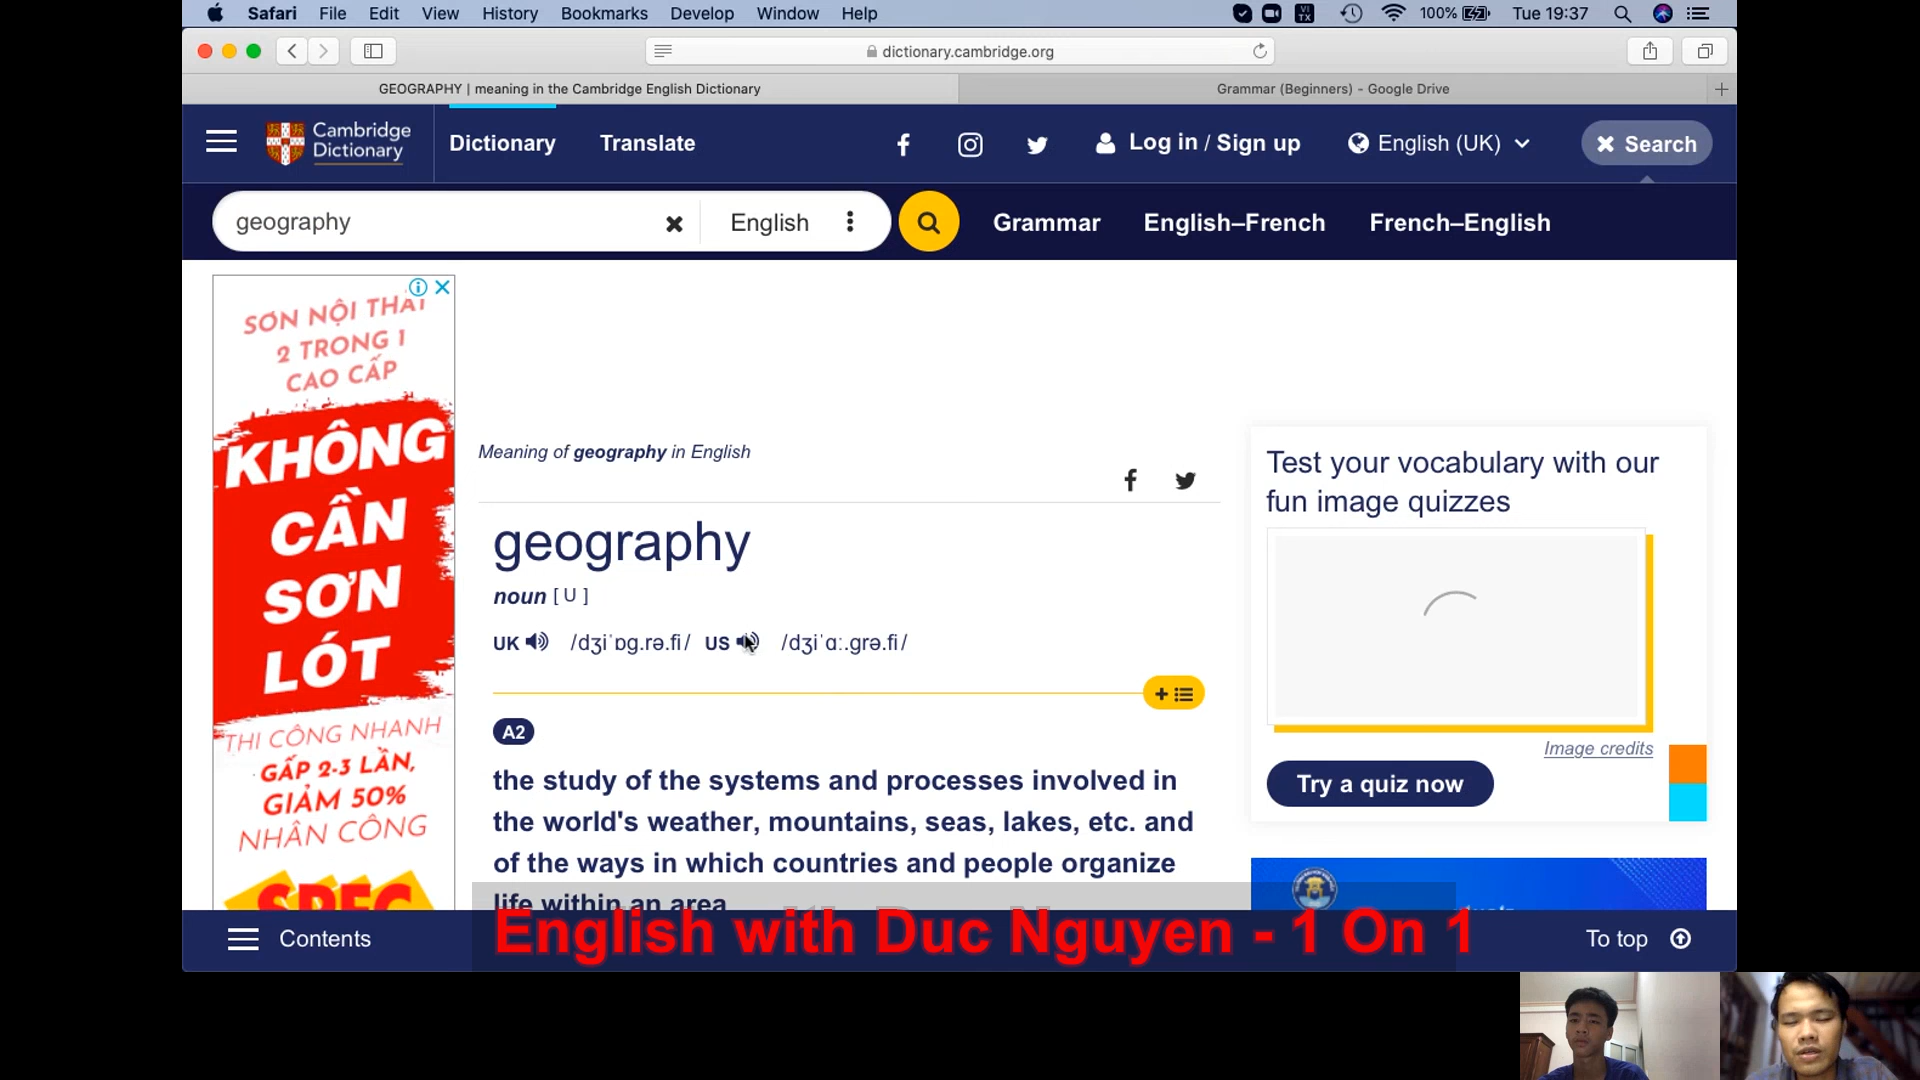 Safari File Edit View History Bookmarks Develop Window Help
VI
TX
100%
Tue 19:37
dictionary.cambridge.org
GEOGRAPHY | meaning in the Cambridge English Dictionary
Grammar (Beginners) - Google Drive
Cambridge
Dictionary
Dictionary
Translate
Log in / Sign up
English (UK)
Search
geography
English
Grammar
English–French
French–English
SƠN NỘI THẤT
2 TRONG 1
CAO CẤP
KHÔNG
CẦN
SƠN
LÓT
THI CÔNG NHANH
GẤP 2-3 LẦN,
GIẢM 50%
NHÂN CÔNG
SPEC
Meaning of geography in English
geography
noun [ U ]
UK /dʒiˈɒɡ.rə.fi/ US /dʒiˈɑː.ɡrə.fi/
A2
the study of the systems and processes involved in
the world's weather, mountains, seas, lakes, etc. and
of the ways in which countries and people organize
life within an area
Test your vocabulary with our
fun image quizzes
Image credits
Try a quiz now
Contents
English with Duc Nguyen - 1 On 1
To top